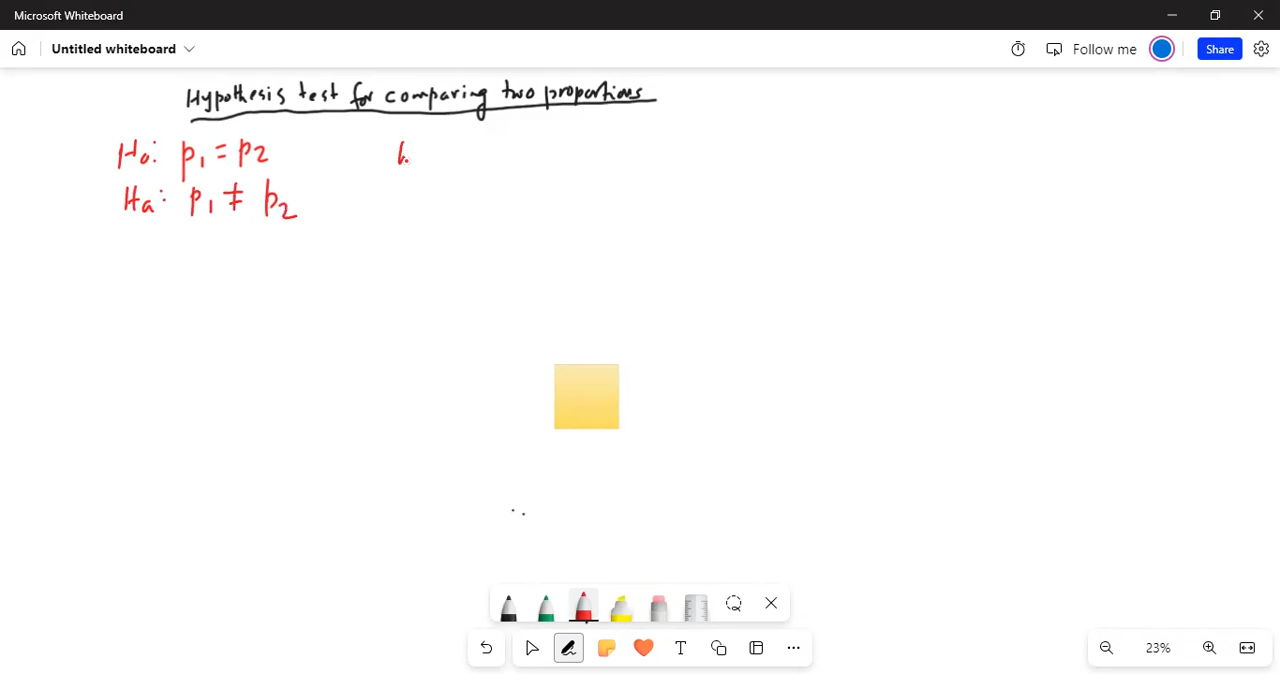 Microsoft Whiteboard
Untitled whiteboard
Follow me
Share
Hypothesis test for comparing two proportions
H₀: p₁ = p₂
Hₐ: p₁ ≠ p₂
T
23%